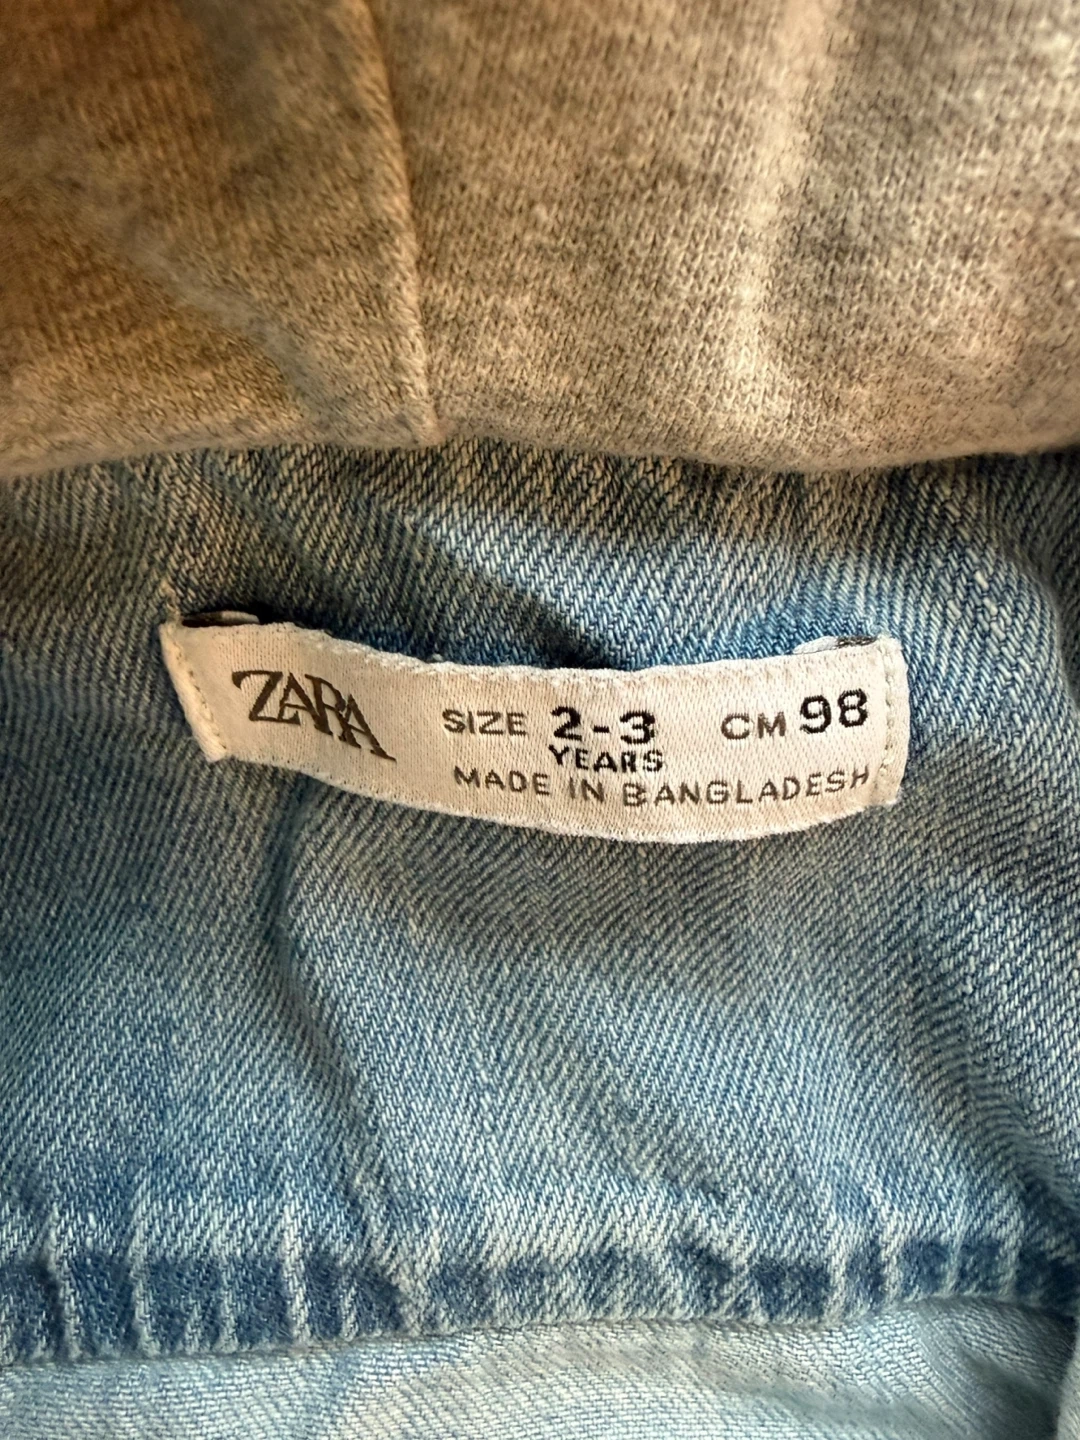 ZARA SIZE 2-3 CM 98
YEARS
MADE IN BANGLADESH